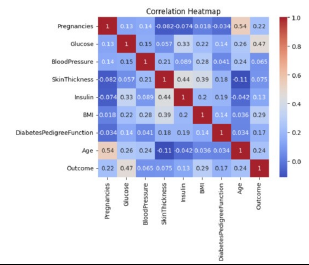 Correlation Heatmap
Pregnancies 1 0.13 0.14 -0.082 -0.074 0.018 -0.034 0.54 0.22
Glucose 0.13 1 0.15 0.057 0.33 0.22 0.14 0.26 0.47
BloodPressure 0.14 0.15 1 0.21 0.089 0.28 0.041 0.24 0.065
SkinThickness -0.082 0.057 0.21 1 0.44 0.39 0.18 -0.11 0.075
Insulin -0.074 0.33 0.089 0.44 1 0.2 0.19 -0.042 0.13
BMI 0.018 0.22 0.28 0.39 0.2 1 0.14 0.036 0.29
DiabetesPedigreeFunction -0.034 0.14 0.041 0.18 0.19 0.14 1 0.034 0.17
Age 0.54 0.26 0.24 -0.11 -0.042 0.036 0.034 1 0.24
Outcome 0.22 0.47 0.065 0.075 0.13 0.29 0.17 0.24 1
Pregnancies
Glucose
BloodPressure
SkinThickness
Insulin
BMI
DiabetesPedigreeFunction
Age
Outcome
1.0
0.8
0.6
0.4
0.2
0.0